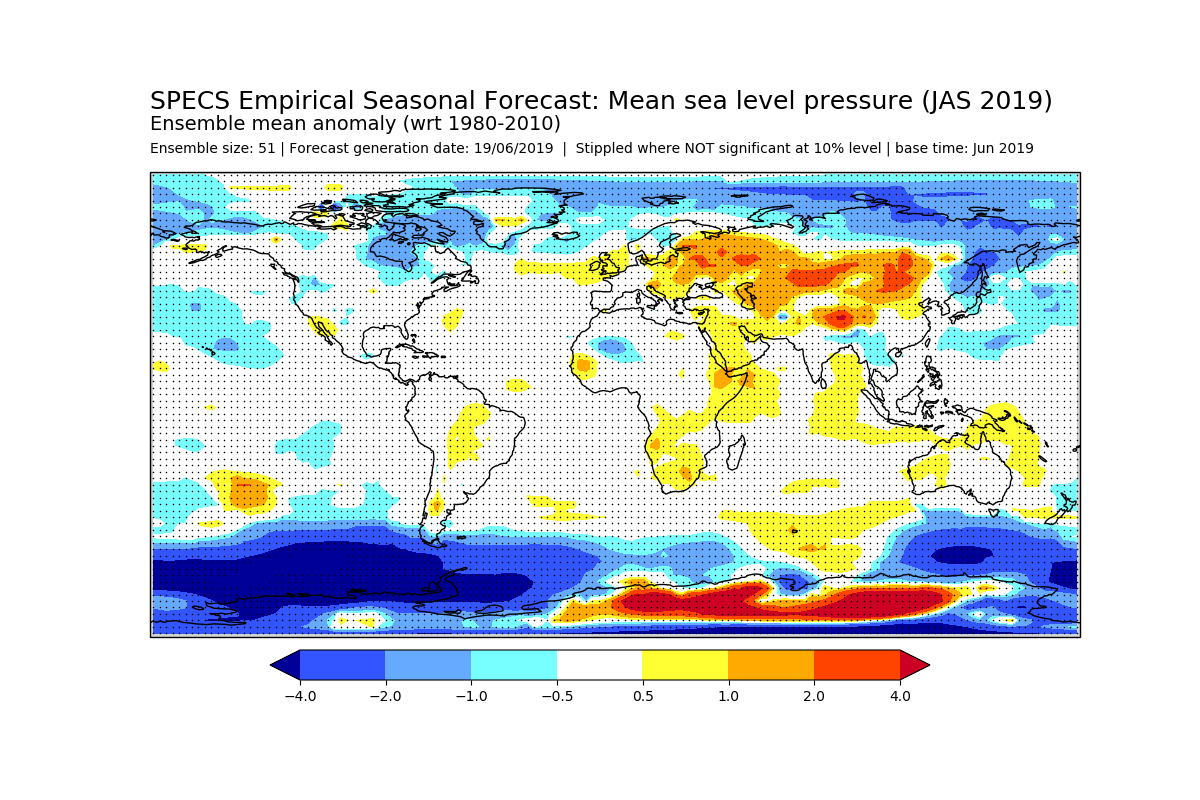 SPECS Empirical Seasonal Forecast: Mean sea level pressure (JAS 2019)
Ensemble mean anomaly (wrt 1980-2010)
Ensemble size: 51 | Forecast generation date: 19/06/2019 | Stippled where NOT significant at 10% level | base time: Jun 2019
−4.0 −2.0 −1.0 −0.5 0.5 1.0 2.0 4.0